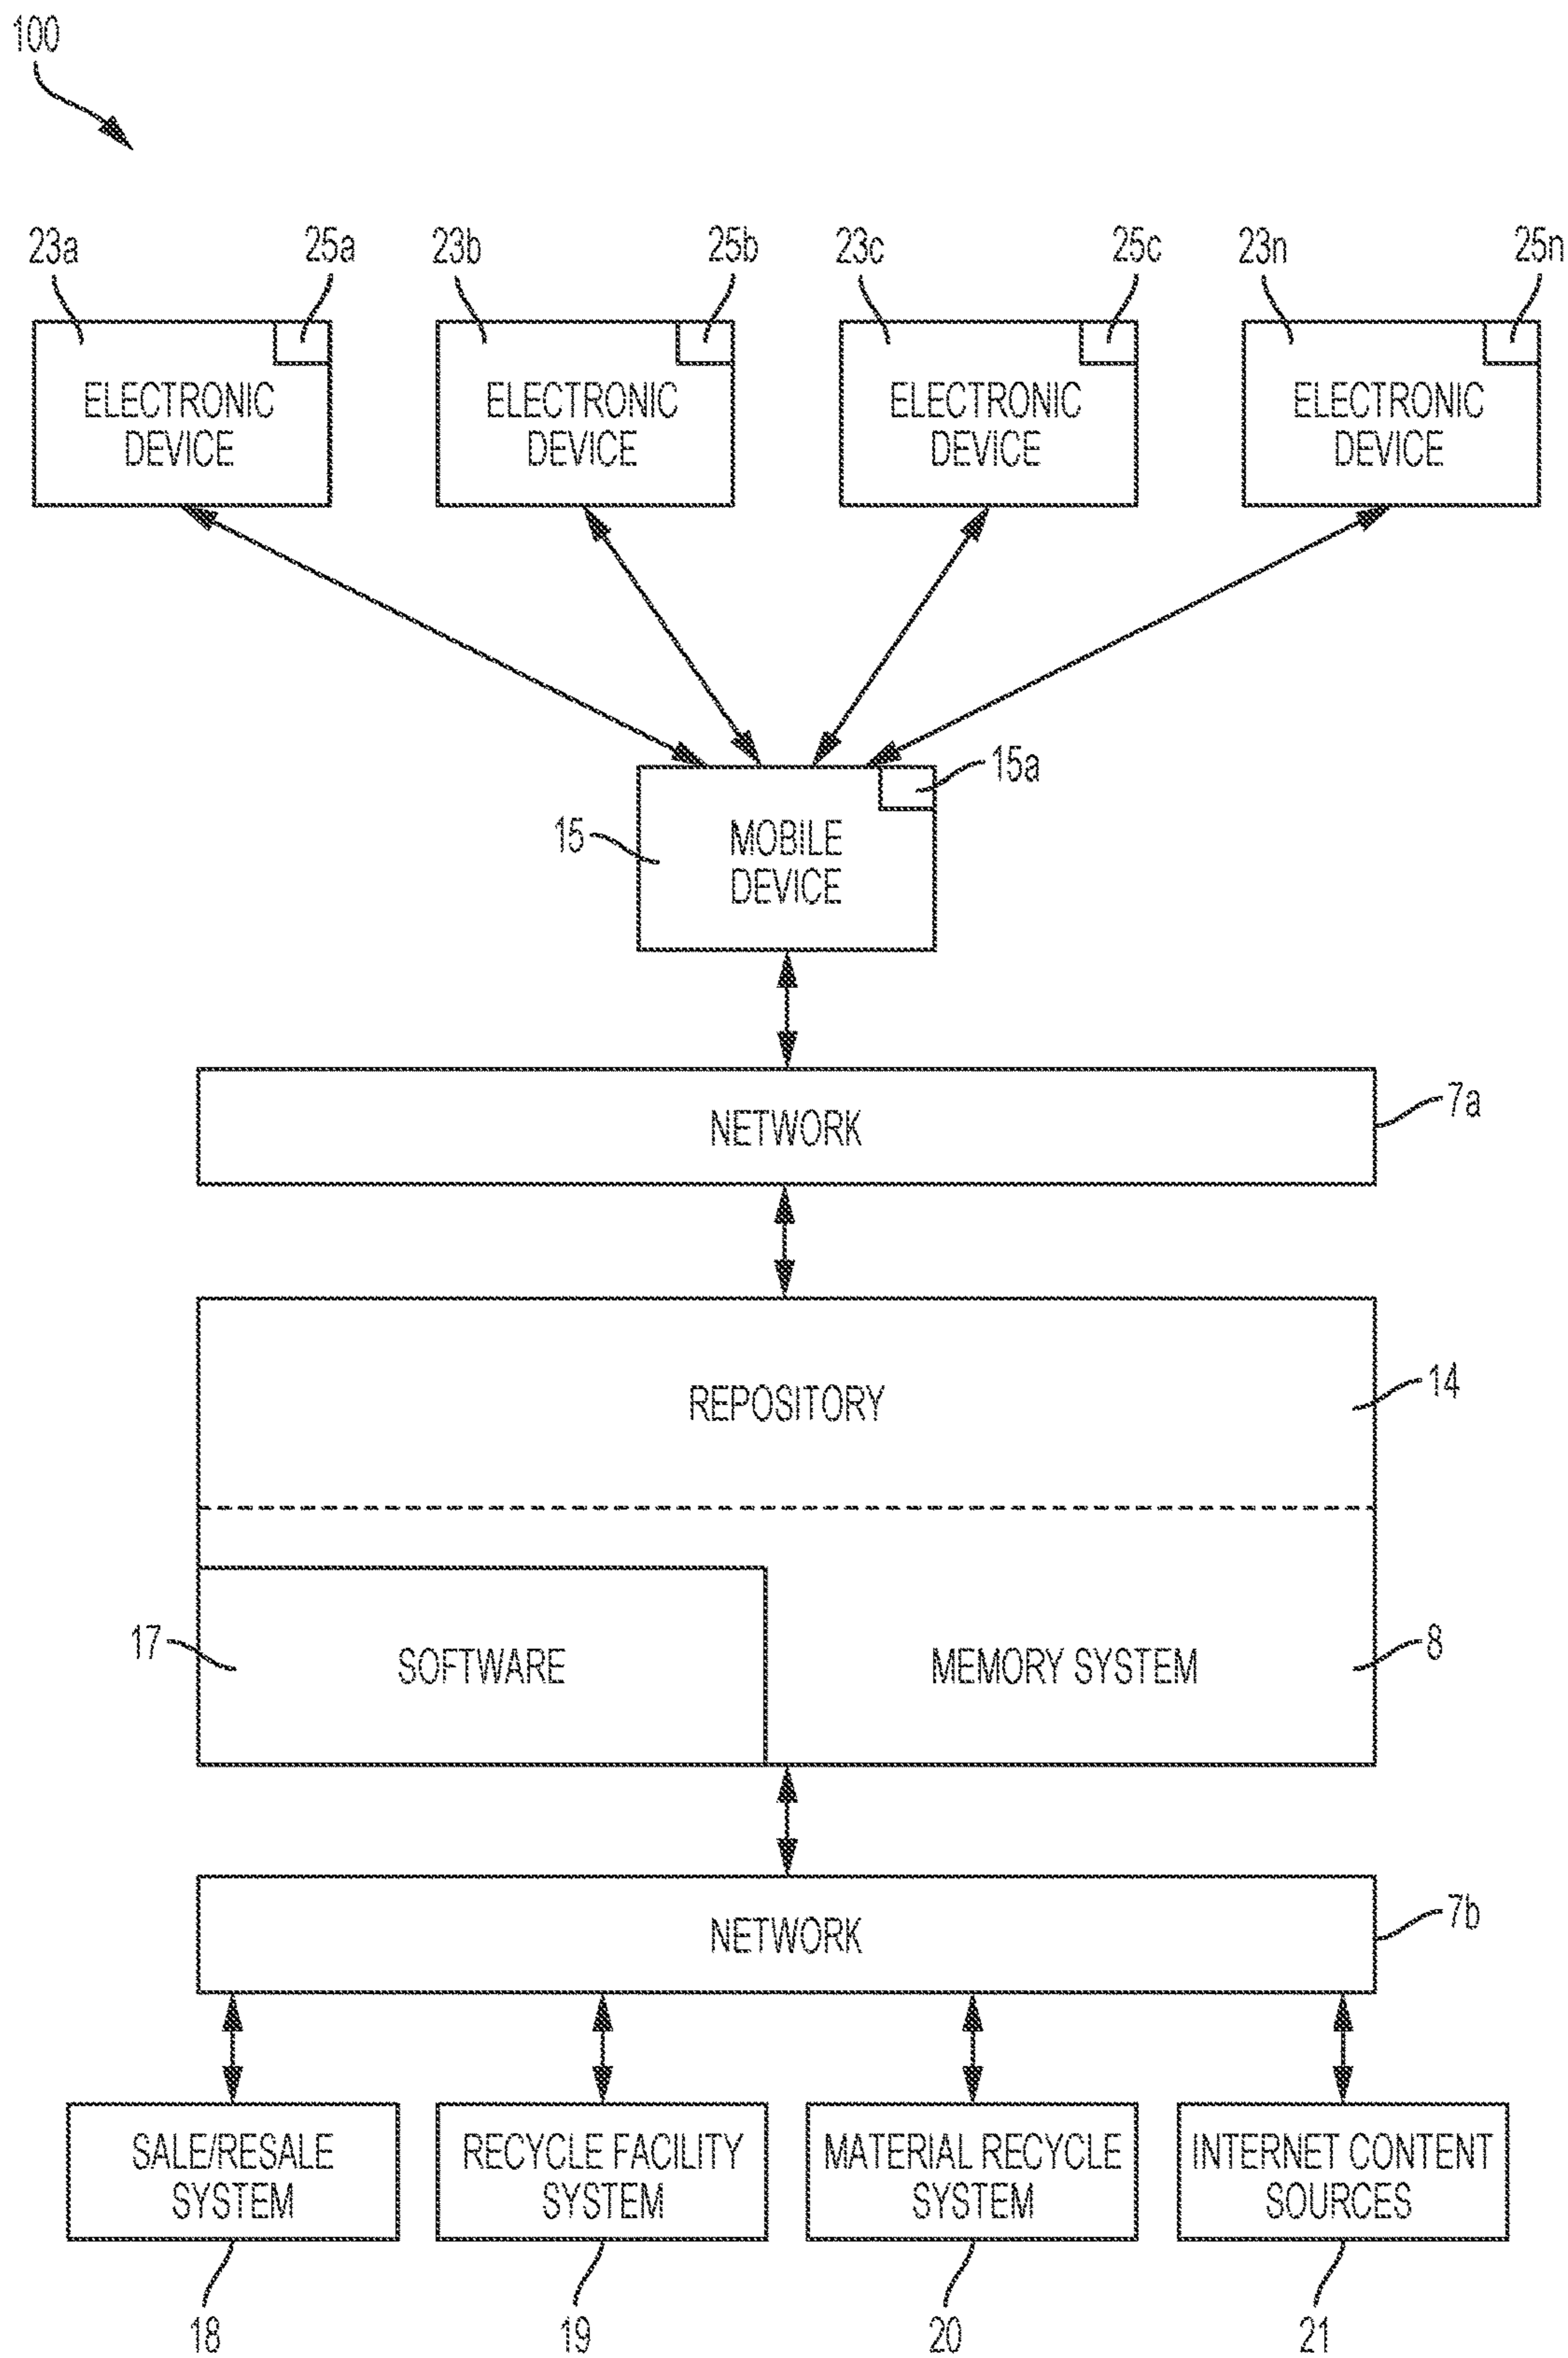 100
23a 25a 23b 25b 23c 25c 23n 25n
ELECTRONIC ELECTRONIC ELECTRONIC ELECTRONIC
DEVICE DEVICE DEVICE DEVICE
15a
15
MOBILE
DEVICE
7a
NETWORK
14
REPOSITORY
17
SOFTWARE
MEMORY SYSTEM
8
7b
NETWORK
SALE/RESALE RECYCLE FACILITY MATERIAL RECYCLE INTERNET CONTENT
SYSTEM SYSTEM SYSTEM SOURCES
18 19 20 21